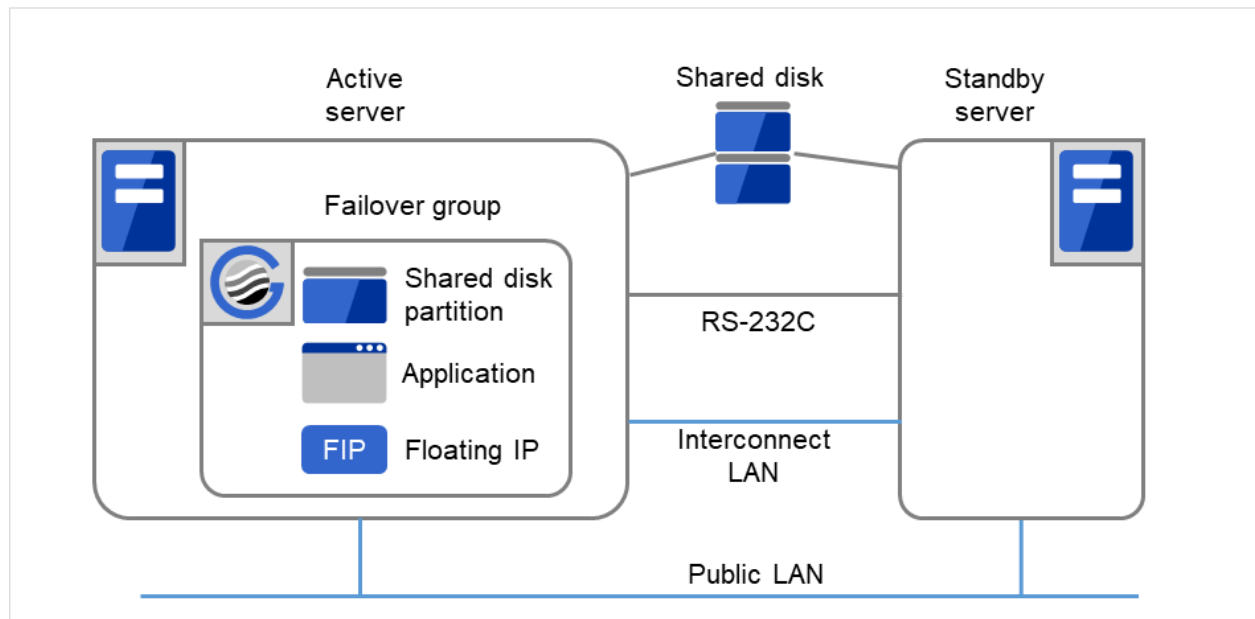 Active
server
Shared disk
Standby
server
Failover group
Shared disk
partition
Application
FIP
Floating IP
RS-232C
Interconnect
LAN
Public LAN